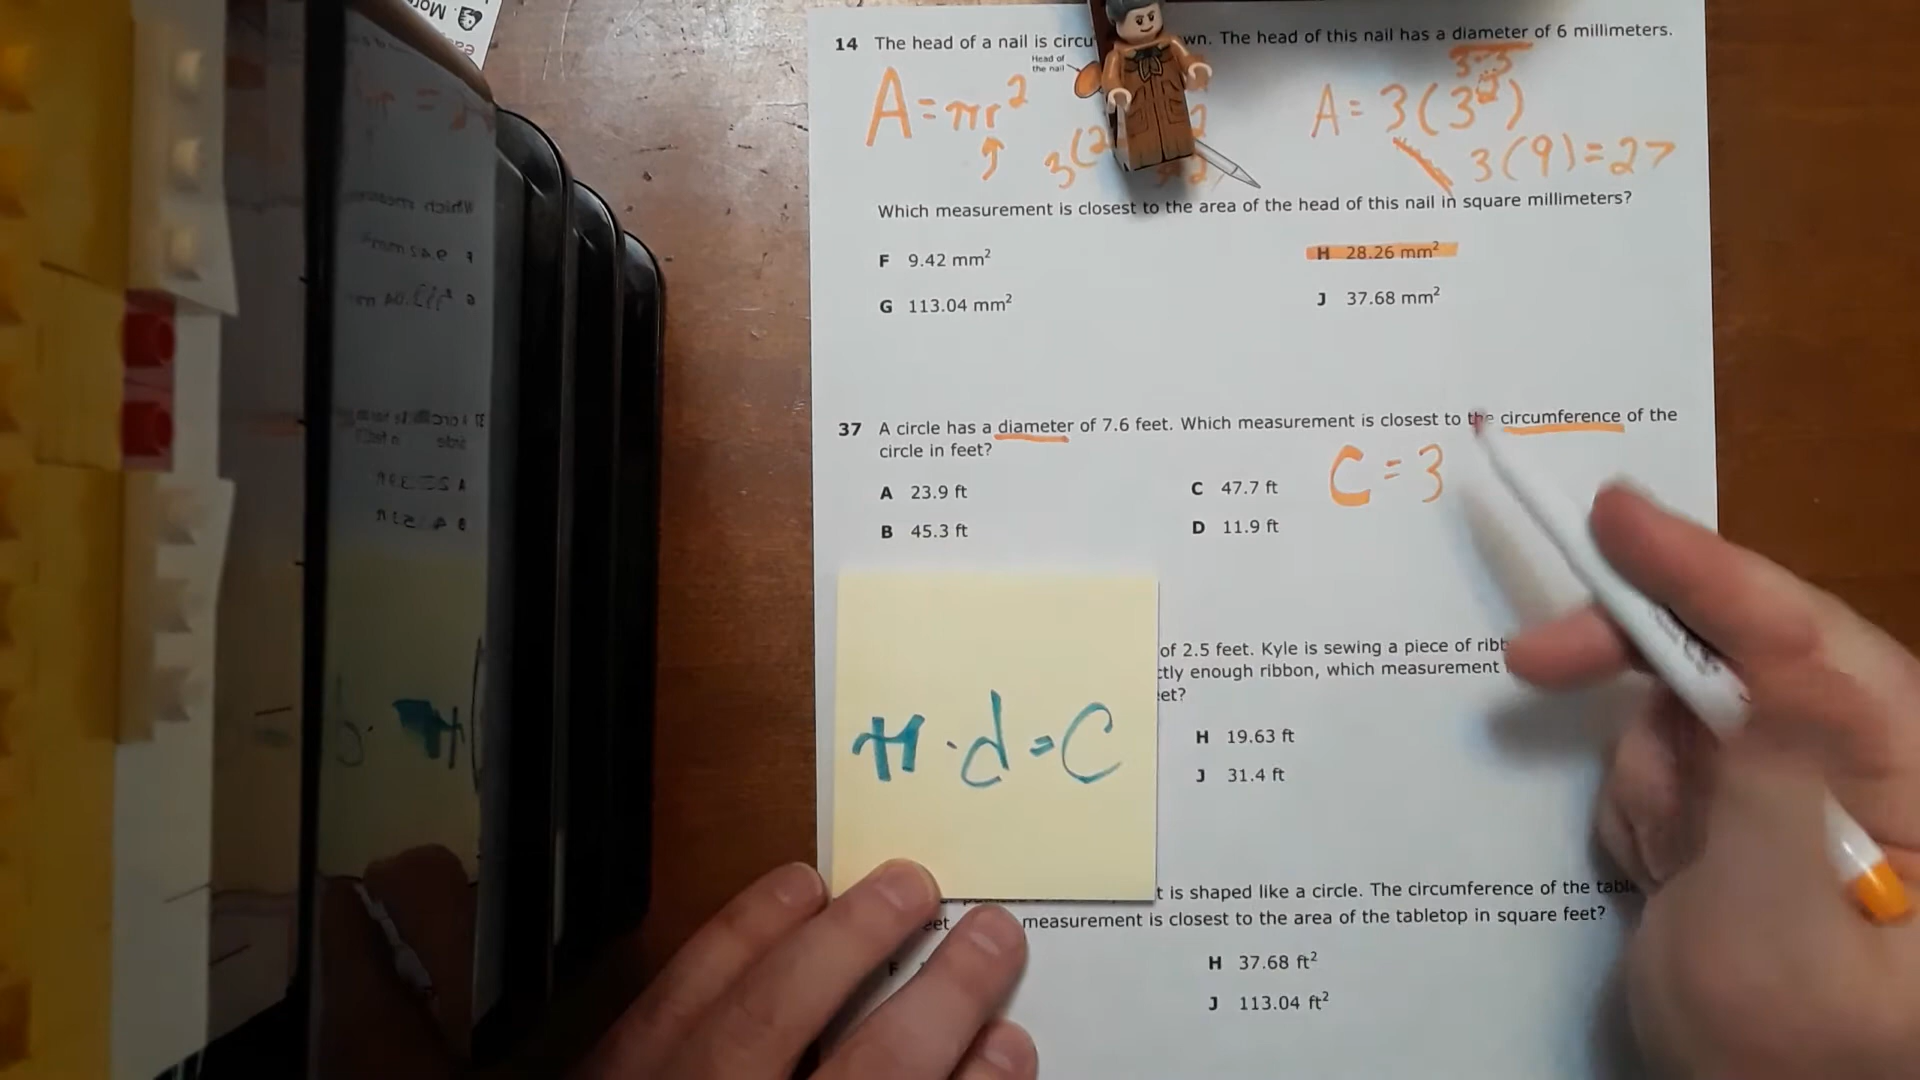 14 The head of a nail is circu wn. The head of this nail has a diameter of 6 millimeters.
Head of
the nail
A = πr²
3(2
A = 3(3²)
3·3
3(9)=27
Which measurement is closest to the area of the head of this nail in square millimeters?
F 9.42 mm²
H 28.26 mm²
G 113.04 mm²
J 37.68 mm²
37 A circle has a diameter of 7.6 feet. Which measurement is closest to the circumference of the
circle in feet?
C = 3
A 23.9 ft
C 47.7 ft
B 45.3 ft
D 11.9 ft
of 2.5 feet. Kyle is sewing a piece of ribb
tly enough ribbon, which measurement
eet?
π·d=C
H 19.63 ft
J 31.4 ft
t is shaped like a circle. The circumference of the table
eet measurement is closest to the area of the tabletop in square feet?
F
H 37.68 ft²
J 113.04 ft²